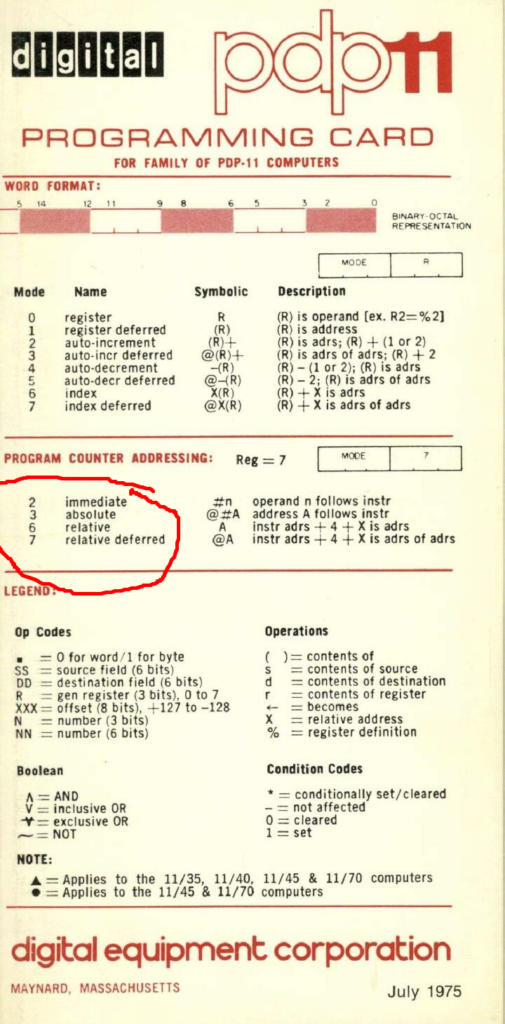 digital pdp11
PROGRAMMING CARD
FOR FAMILY OF PDP-11 COMPUTERS
WORD FORMAT:
5 14 12 11 9 8 6 5 3 2 0
BINARY-OCTAL
REPRESENTATION
MODE R
Mode Name Symbolic Description
0 register R (R) is operand [ex. R2=%2]
1 register deferred (R) (R) is address
2 auto-increment (R)+ (R) is adrs; (R) + (1 or 2)
3 auto-incr deferred @(R)+ (R) is adrs of adrs; (R) + 2
4 auto-decrement −(R) (R) − (1 or 2); (R) is adrs
5 auto-decr deferred @−(R) (R) − 2; (R) is adrs of adrs
6 index X(R) (R) + X is adrs
7 index deferred @X(R) (R) + X is adrs of adrs
PROGRAM COUNTER ADDRESSING: Reg = 7 MODE 7
2 immediate #n operand n follows instr
3 absolute @#A address A follows instr
6 relative A instr adrs + 4 + X is adrs
7 relative deferred @A instr adrs + 4 + X is adrs of adrs
LEGEND:
Op Codes Operations
■ = 0 for word/1 for byte ( ) = contents of
SS = source field (6 bits) s = contents of source
DD = destination field (6 bits) d = contents of destination
R = gen register (3 bits), 0 to 7 r = contents of register
XXX = offset (8 bits), +127 to −128 ← = becomes
N = number (3 bits) X = relative address
NN = number (6 bits) % = register definition
Boolean Condition Codes
∧ = AND * = conditionally set/cleared
V = inclusive OR − = not affected
⊻ = exclusive OR 0 = cleared
~ = NOT 1 = set
NOTE:
▲ = Applies to the 11/35, 11/40, 11/45 & 11/70 computers
● = Applies to the 11/45 & 11/70 computers
digital equipment corporation
MAYNARD, MASSACHUSETTS July 1975